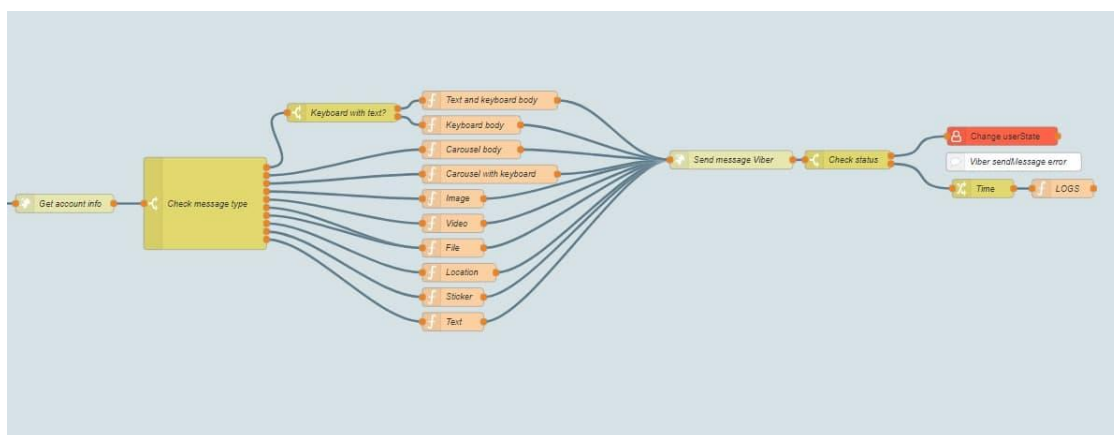 Get account info
Check message type
Keyboard with text?
Text and keyboard body
Keyboard body
Carousel body
Carousel with keyboard
Image
Video
File
Location
Sticker
Text
Send message Viber
Check status
Change userState
Viber sendMessage error
Time
LOGS